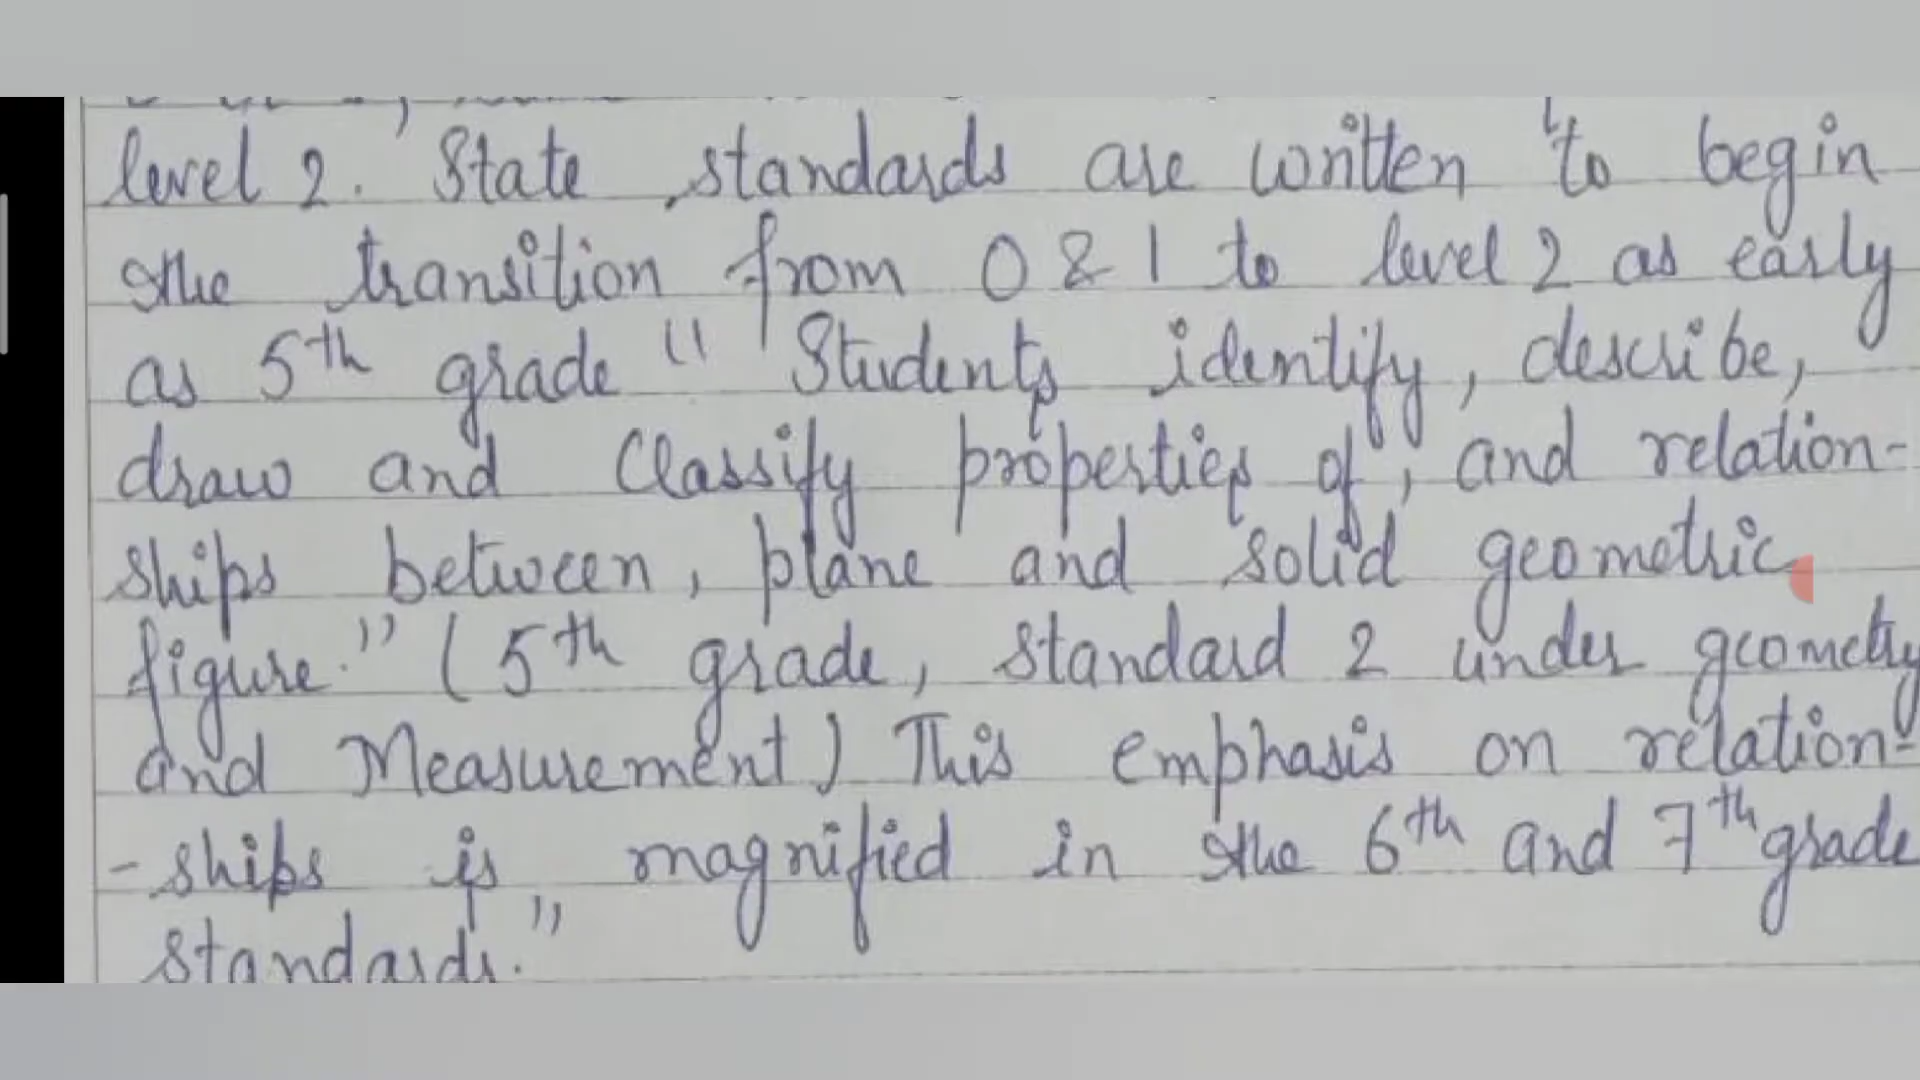 level 2. State standards are written to begin
the transition from 0 & 1 to level 2 as early
as 5th grade " Students identify, describe,
draw and Classify properties of, and relation-
ships between, plane and solid geometric
figure." (5th grade, standard 2 under geometry
and Measurement) This emphasis on relation-
-ships is magnified in the 6th and 7th grade
standards."